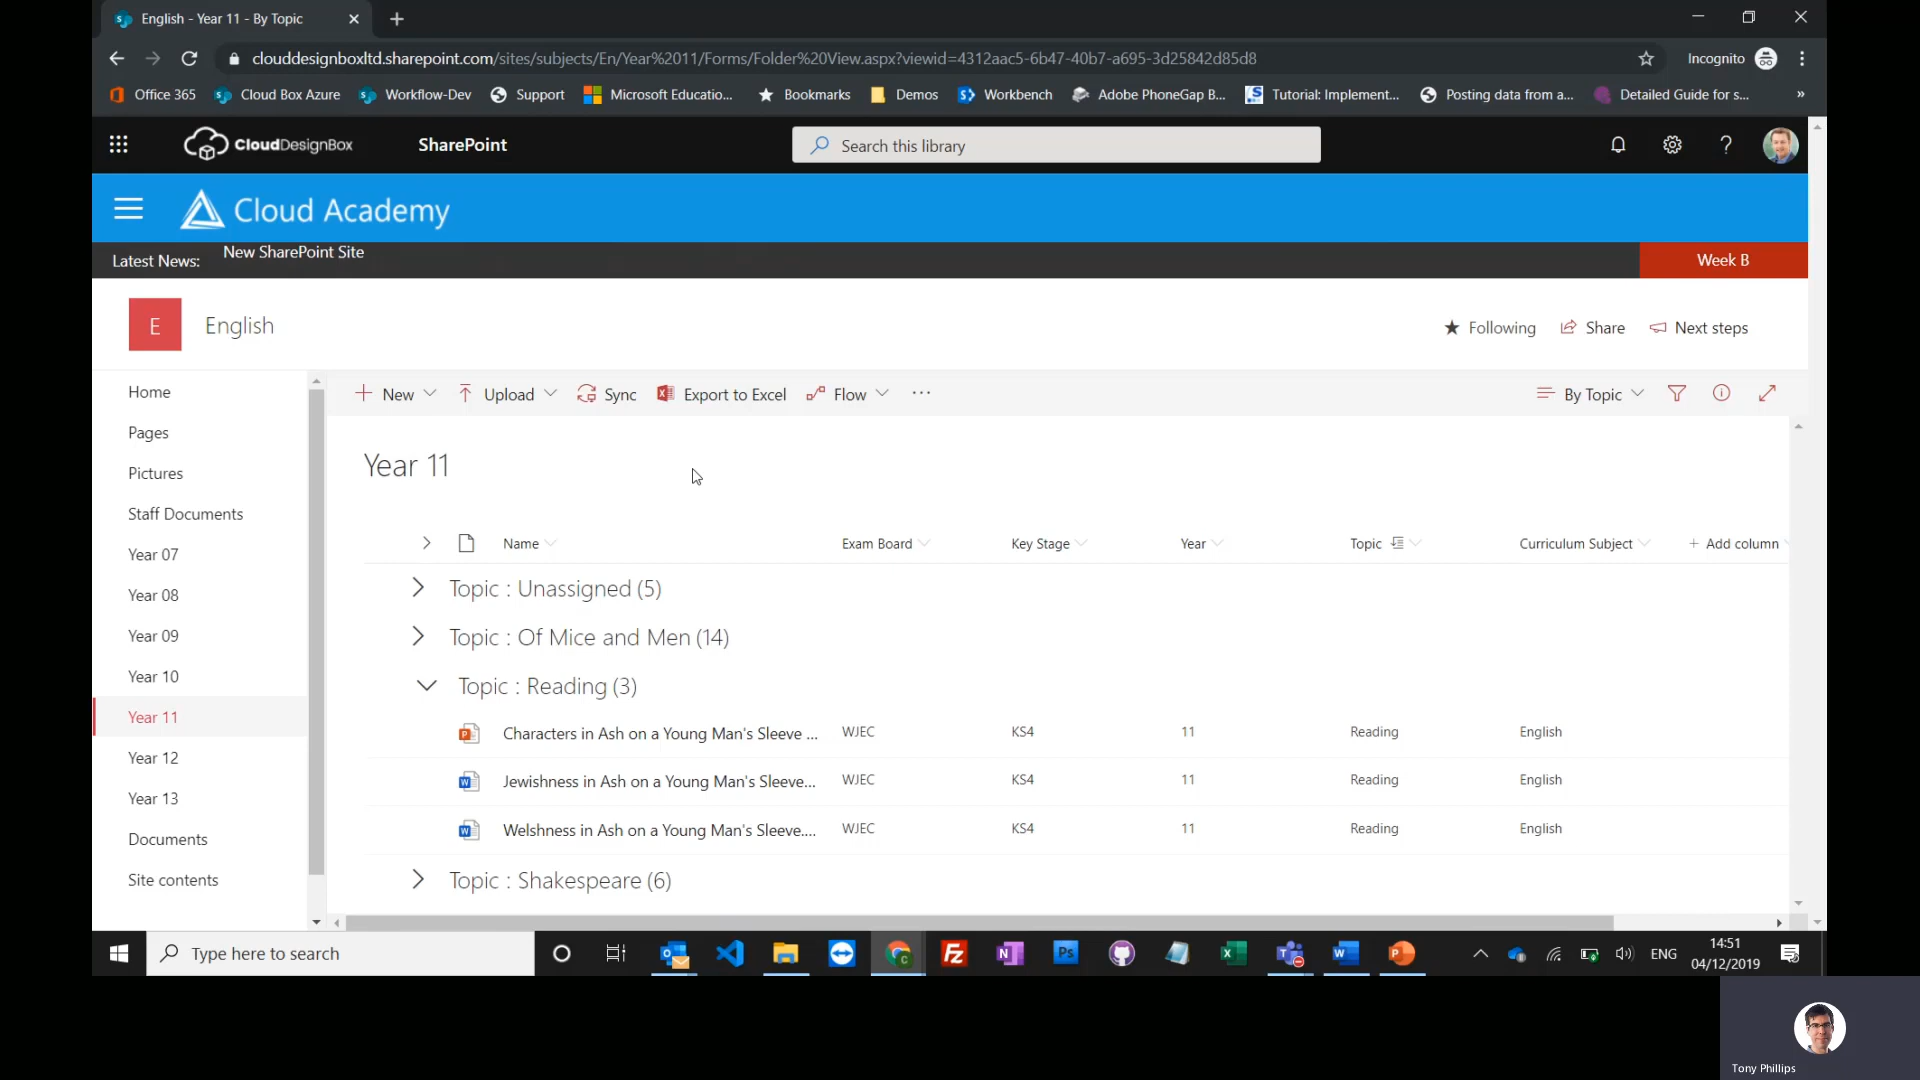 English - Year 11 - By Topic
clouddesignboxltd.sharepoint.com/sites/subjects/En/Year%2011/Forms/Folder%20View.aspx?viewid=4312aac5-6b47-40b7-a695-3d25842d85d8
Incognito
Office 365 Cloud Box Azure Workflow-Dev Support Microsoft Educatio... Bookmarks Demos Workbench Adobe PhoneGap B... Tutorial: Implement... Posting data from a... Detailed Guide for s... »
CloudDesignBox SharePoint Search this library ?
Cloud Academy
Latest News: New SharePoint Site Week B
E English Following Share Next steps
Home
Pages
Pictures
Staff Documents
Year 07
Year 08
Year 09
Year 10
Year 11
Year 12
Year 13
Documents
Site contents
+ New Upload Sync Export to Excel Flow ... By Topic
Year 11
Name Exam Board Key Stage Year Topic Curriculum Subject + Add column
Topic : Unassigned (5)
Topic : Of Mice and Men (14)
Topic : Reading (3)
Characters in Ash on a Young Man's Sleeve ... WJEC KS4 11 Reading English
Jewishness in Ash on a Young Man's Sleeve... WJEC KS4 11 Reading English
Welshness in Ash on a Young Man's Sleeve.... WJEC KS4 11 Reading English
Topic : Shakespeare (6)
Type here to search ENG 14:51
04/12/2019
Tony Phillips